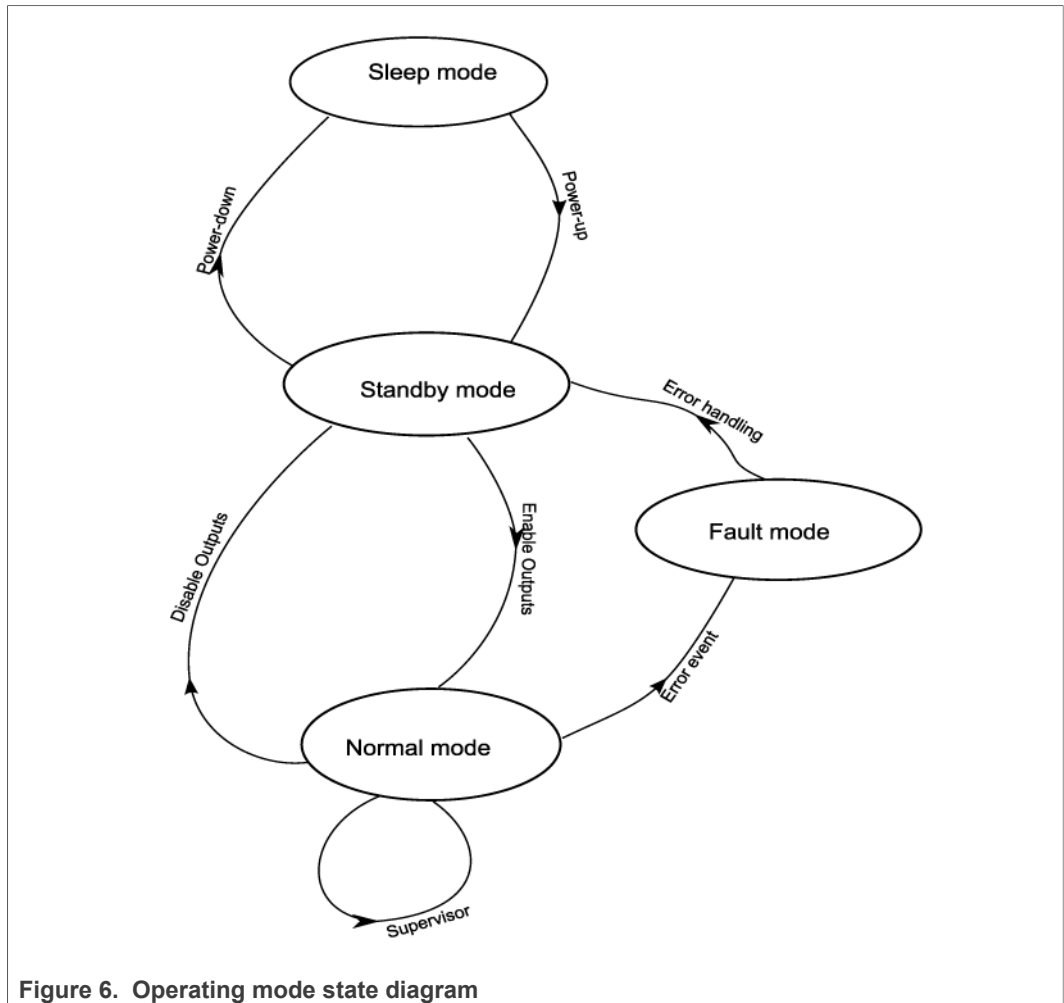 Sleep mode
Power-down
Power-up
Standby mode
Error handling
Enable Outputs
Disable Outputs
Fault mode
Error event
Normal mode
Supervisor
Figure 6. Operating mode state diagram